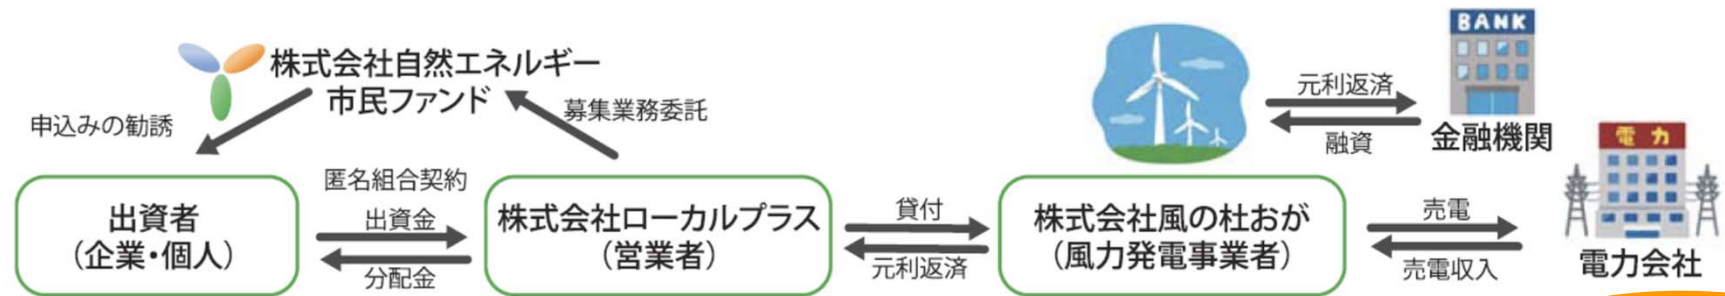 株式会社自然エネルギー
市民ファンド
申込みの勧誘
募集業務委託
出資者
（企業・個人）
匿名組合契約
出資金
分配金
株式会社ローカルプラス
（営業者）
貸付
元利返済
株式会社風の杜おが
（風力発電事業者）
元利返済
融資
BANK
金融機関
売電
売電収入
電力
電力会社